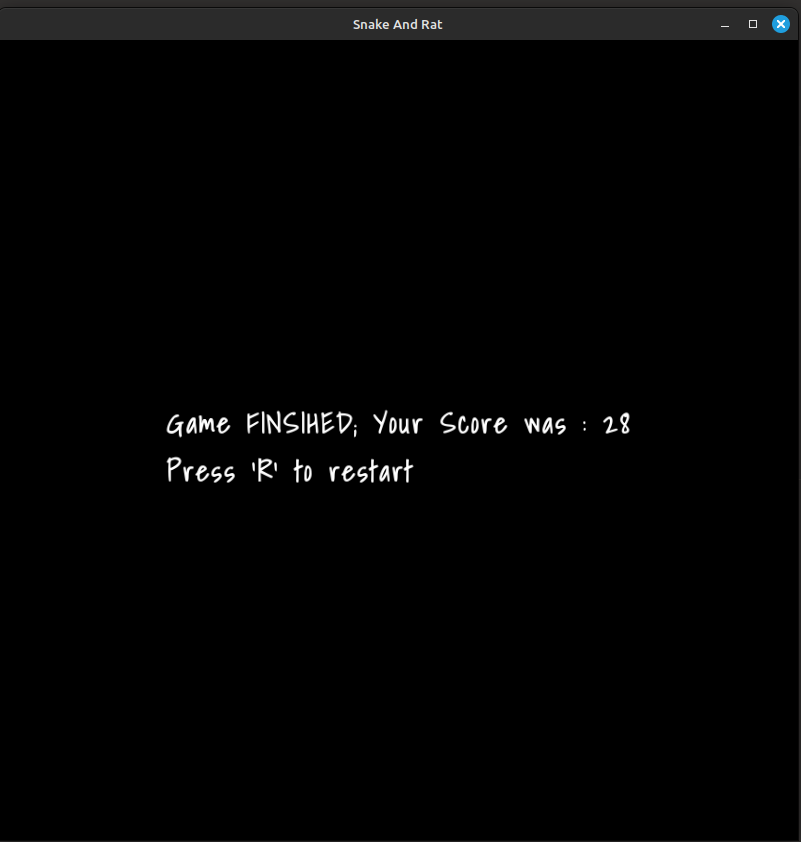 Snake And Rat
Game FINSIHED; Your Score was : 28
Press 'R' to restart